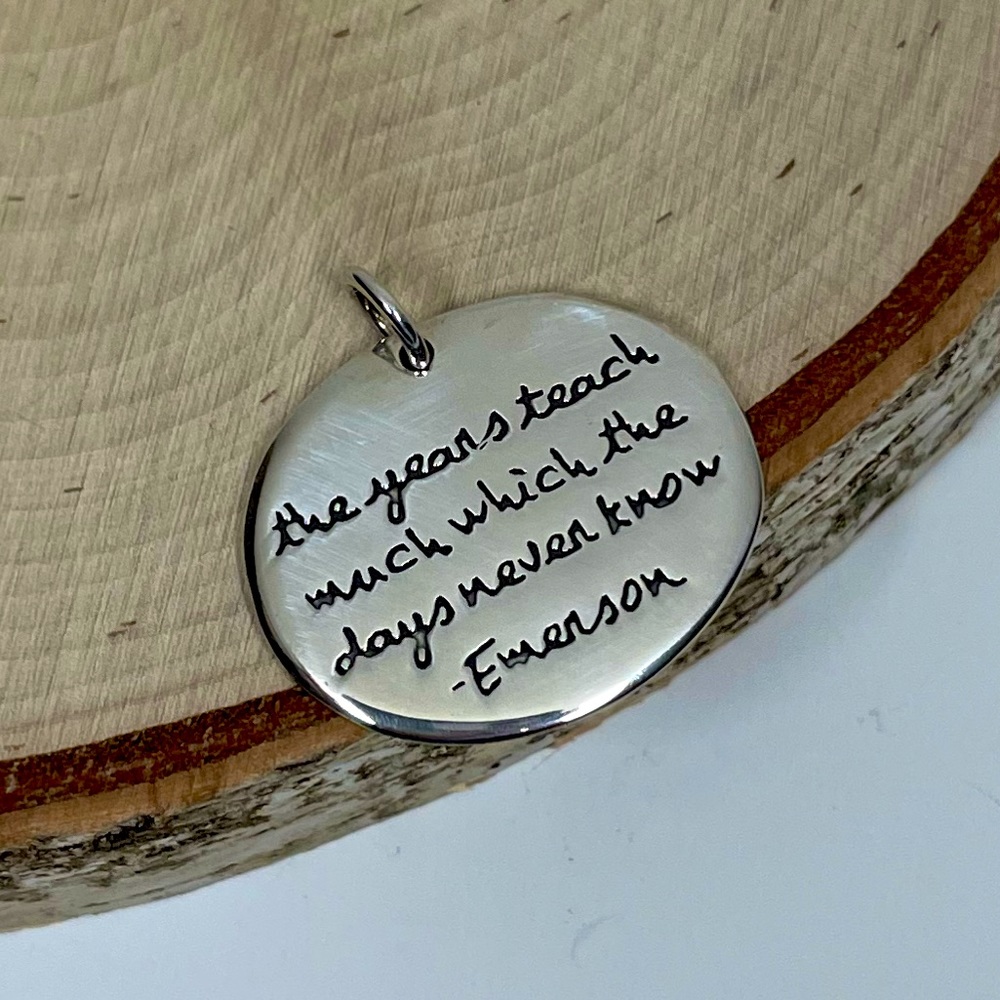 the years teach
much which the
days never know
-Emerson